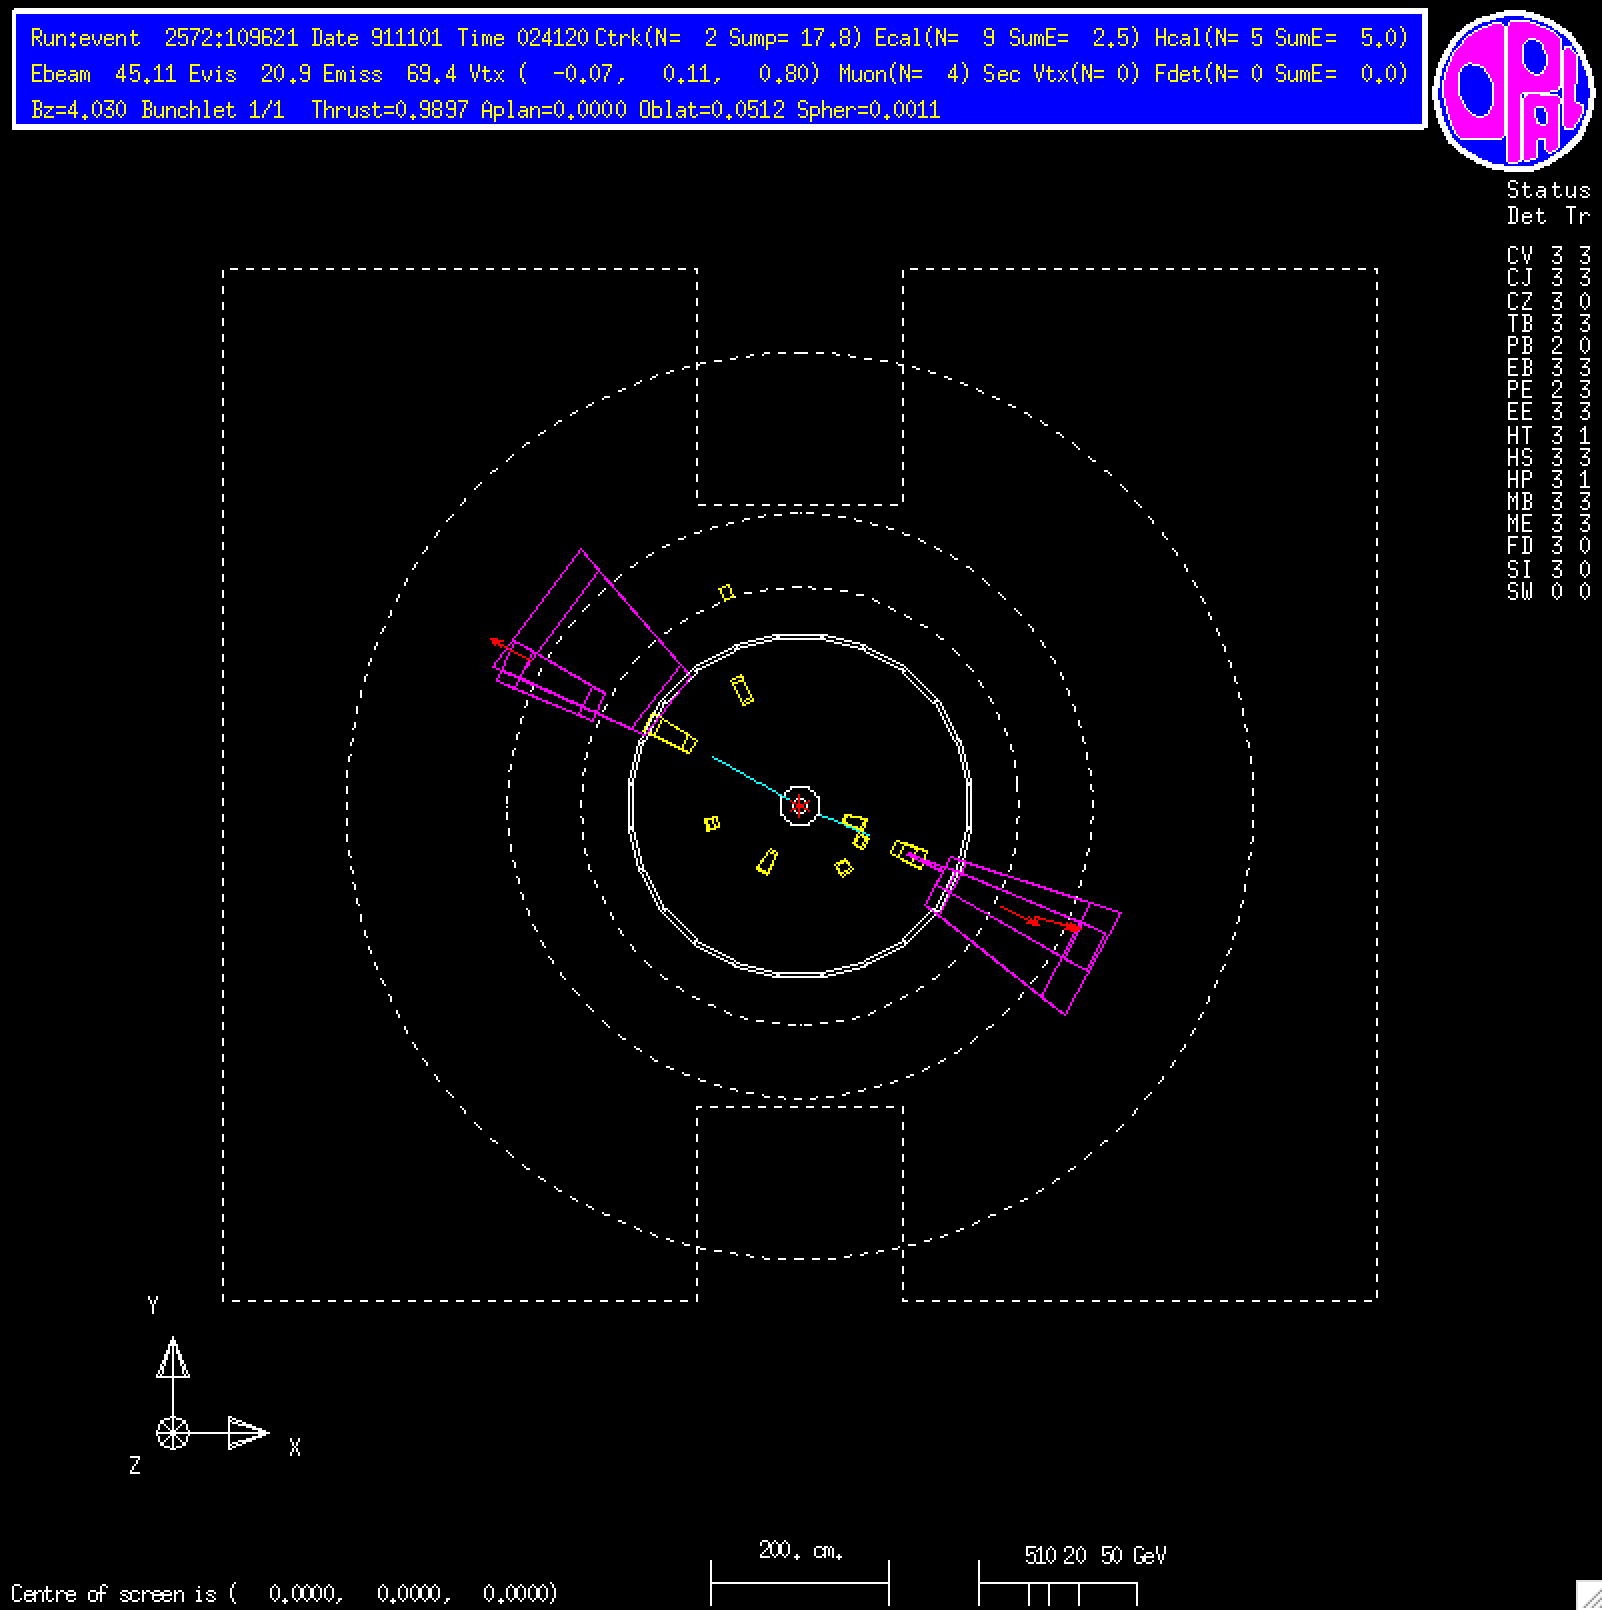 Run:event 2572:109621 Date 911101 Time 024120 Ctrk(N= 2 Sump= 17.8) Ecal(N= 9 SumE= 2.5) Hcal(N= 5 SumE= 5.0)
Ebeam 45.11 Evis 20.9 Emiss 69.4 Vtx ( -0.07, 0.11, 0.80) Muon(N= 4) Sec Vtx(N= 0) Fdet(N= 0 SumE= 0.0)
Bz=4.030 Bunchlet 1/1 Thrust=0.9897 Aplan=0.0000 Oblat=0.0512 Spher=0.0011
OPAL
Status
Det Tr
CV 3 3
CJ 3 3
CZ 3 0
TB 3 3
PB 2 0
EB 3 3
PE 2 3
EE 3 3
HT 3 1
HS 3 3
HP 3 1
MB 3 3
ME 3 3
FD 3 0
SI 3 0
SW 0 0
Y
X
Z
200. cm.
5 10 20 50 GeV
Centre of screen is ( 0.0000, 0.0000, 0.0000)